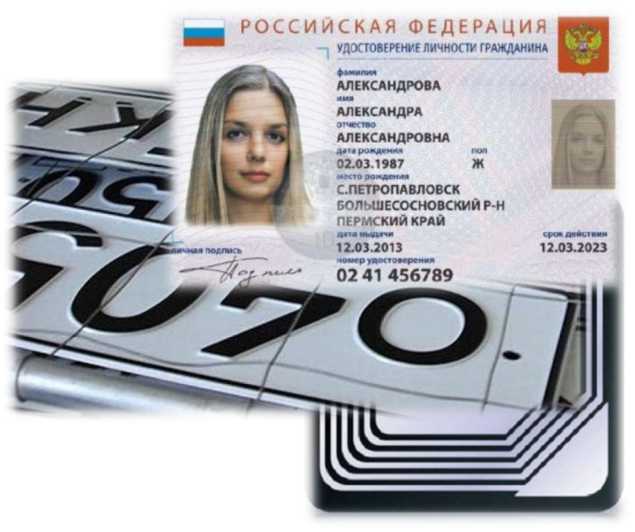 РОССИЙСКАЯ ФЕДЕРАЦИЯ
УДОСТОВЕРЕНИЕ ЛИЧНОСТИ ГРАЖДАНИНА
фамилия
АЛЕКСАНДРОВА
имя
АЛЕКСАНДРА
отчество
АЛЕКСАНДРОВНА
дата рождения пол
02.03.1987 Ж
место рождения
С.ПЕТРОПАВЛОВСК
БОЛЬШЕСОСНОВСКИЙ Р-Н
ПЕРМСКИЙ КРАЙ
дата выдачи срок действия
12.03.2013 12.03.2023
номер удостоверения
02 41 456789
личная подпись
Подпись